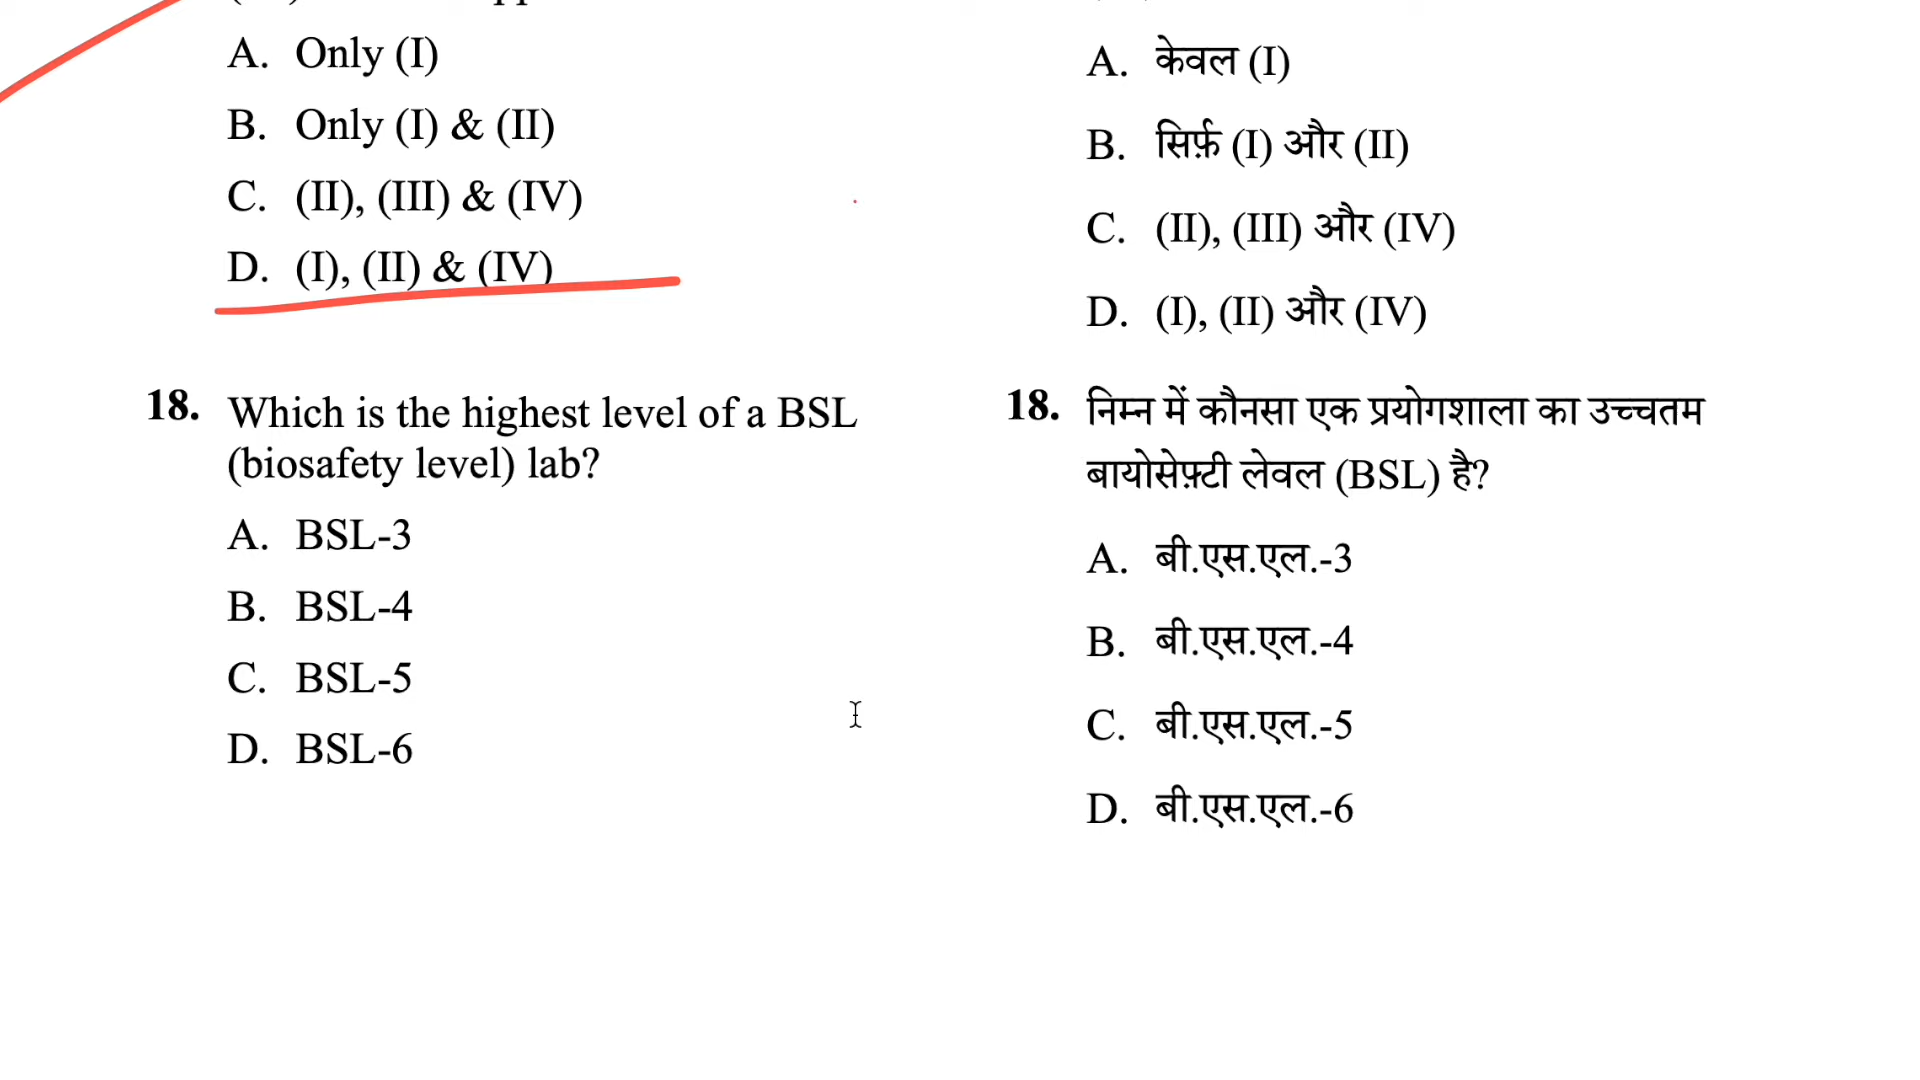 A. Only (I)
B. Only (I) & (II)
C. (II), (III) & (IV)
D. (I), (II) & (IV)
18. Which is the highest level of a BSL
(biosafety level) lab?
A. BSL-3
B. BSL-4
C. BSL-5
D. BSL-6
A. केवल (I)
B. सिर्फ़ (I) और (II)
C. (II), (III) और (IV)
D. (I), (II) और (IV)
18. निम्न में कौनसा एक प्रयोगशाला का उच्चतम
बायोसेफ़्टी लेवल (BSL) है?
A. बी.एस.एल.-3
B. बी.एस.एल.-4
C. बी.एस.एल.-5
D. बी.एस.एल.-6